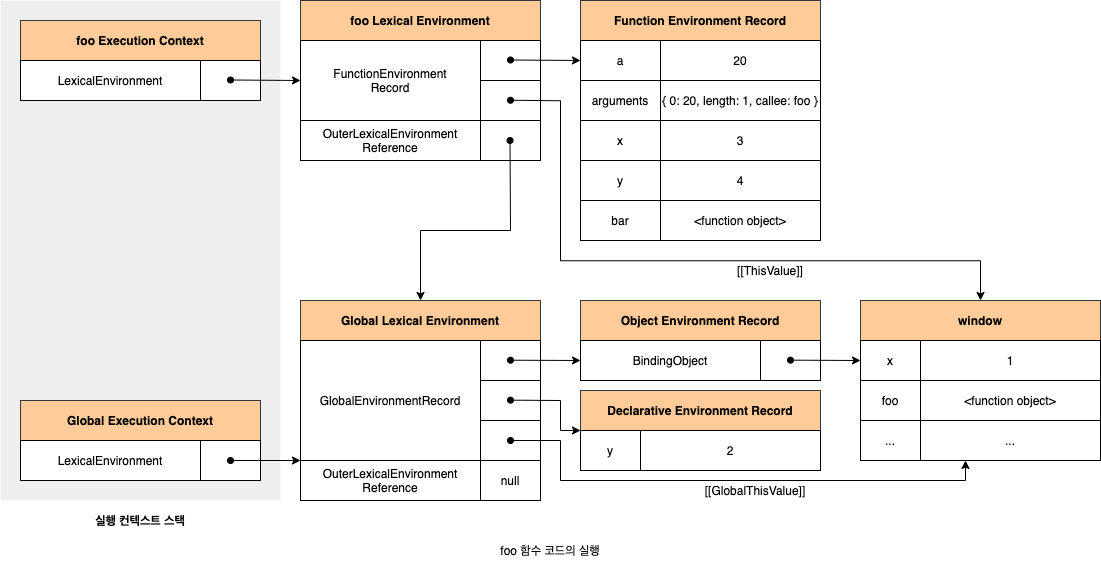 foo Execution Context
LexicalEnvironment
foo Lexical Environment
FunctionEnvironment
Record
OuterLexicalEnvironment
Reference
Function Environment Record
a
20
arguments
{ 0: 20, length: 1, callee: foo }
x
3
y
4
bar
<function object>
[[ThisValue]]
Global Execution Context
LexicalEnvironment
Global Lexical Environment
GlobalEnvironmentRecord
OuterLexicalEnvironment
Reference
null
Object Environment Record
BindingObject
Declarative Environment Record
y
2
window
x
1
foo
<function object>
...
...
[[GlobalThisValue]]
실행 컨텍스트 스택
foo 함수 코드의 실행